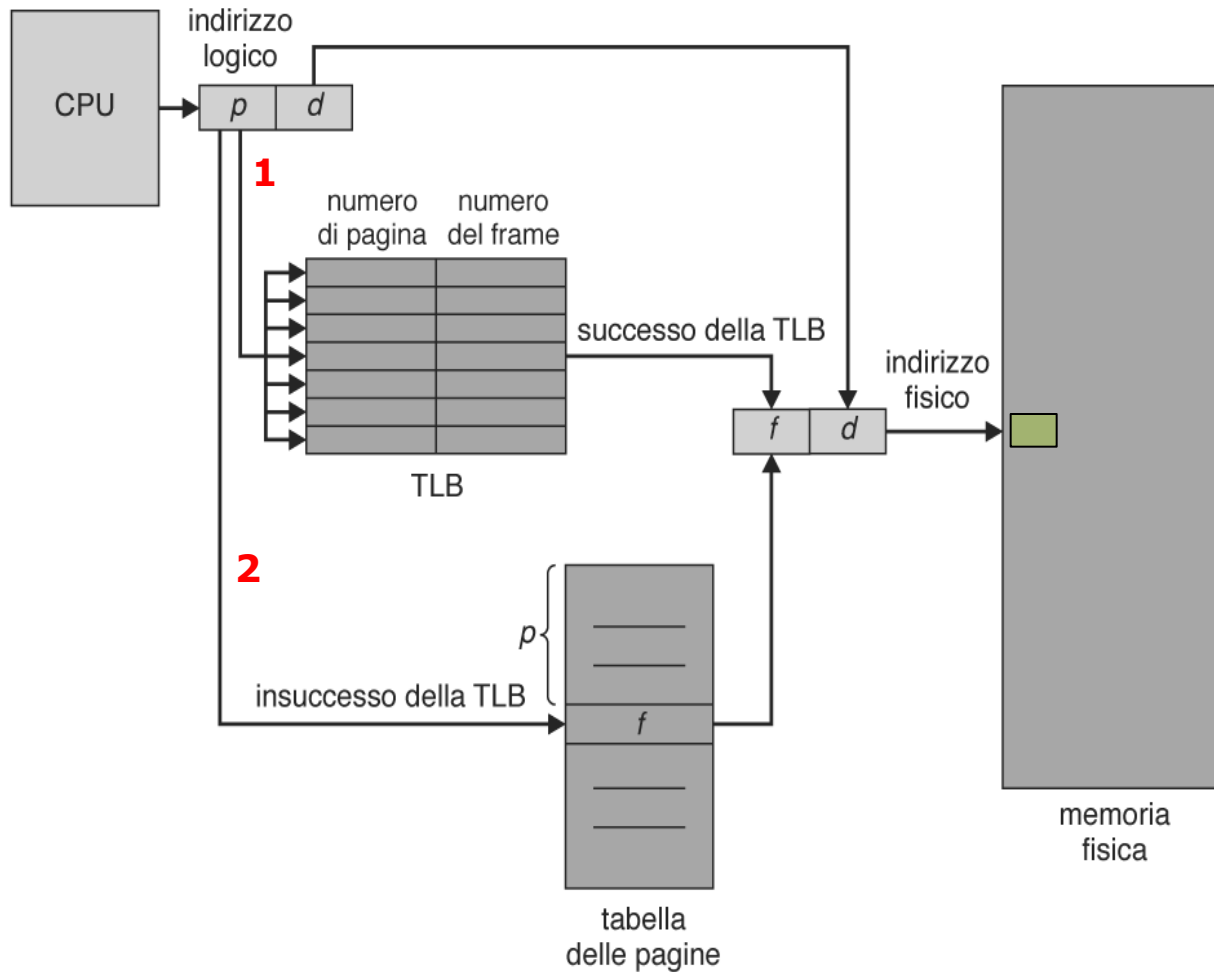 indirizzo
logico
CPU
p d
1
numero
di pagina
numero
del frame
successo della TLB
indirizzo
fisico
f d
TLB
2
p
insuccesso della TLB
f
memoria
fisica
tabella
delle pagine